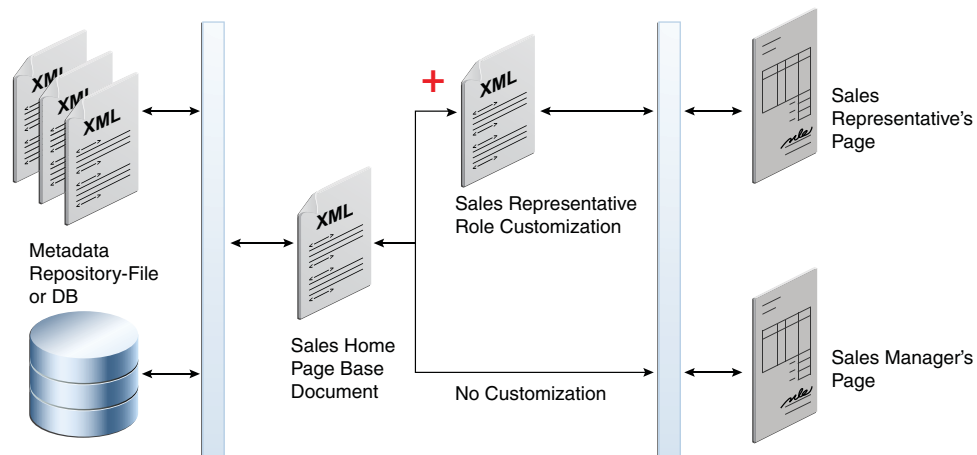 XML
XML
XML
Metadata
Repository-File
or DB
XML
Sales Home
Page Base
Document
+
XML
Sales Representative
Role Customization
No Customization
Sales
Representative's
Page
Sales Manager's
Page